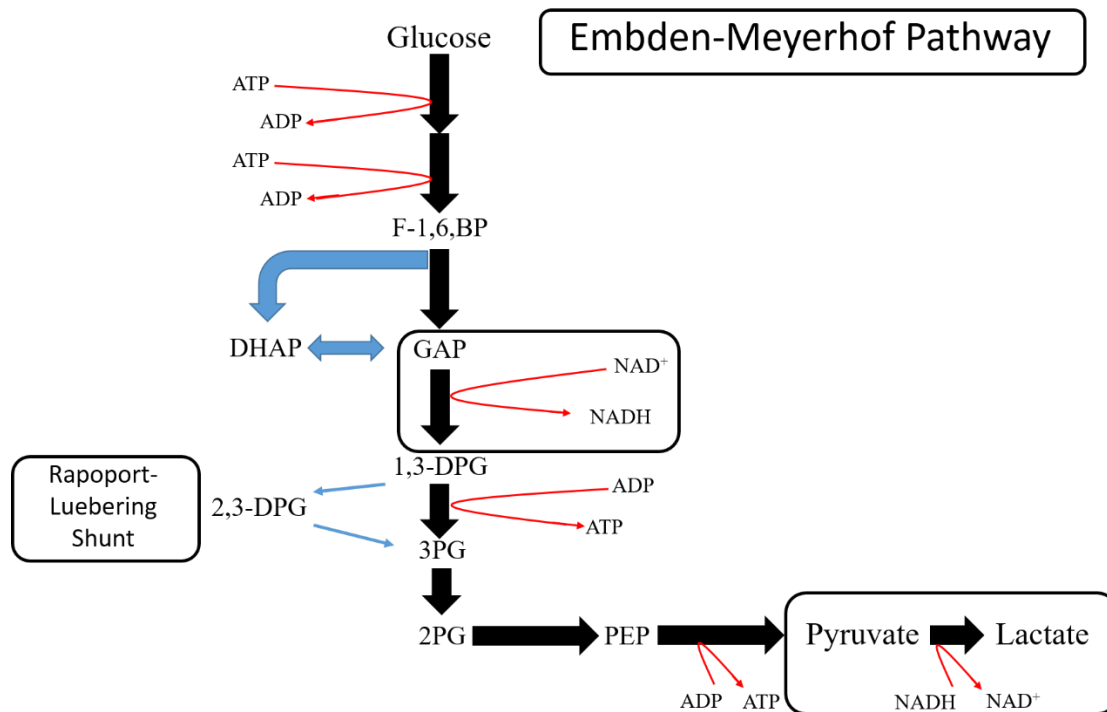 Embden-Meyerhof Pathway
Glucose
ATP
ADP
ATP
ADP
F-1,6,BP
DHAP
GAP
NAD⁺
NADH
1,3-DPG
Rapoport-
Luebering
Shunt
2,3-DPG
ADP
ATP
3PG
2PG
PEP
Pyruvate
Lactate
ADP
ATP
NADH
NAD⁺